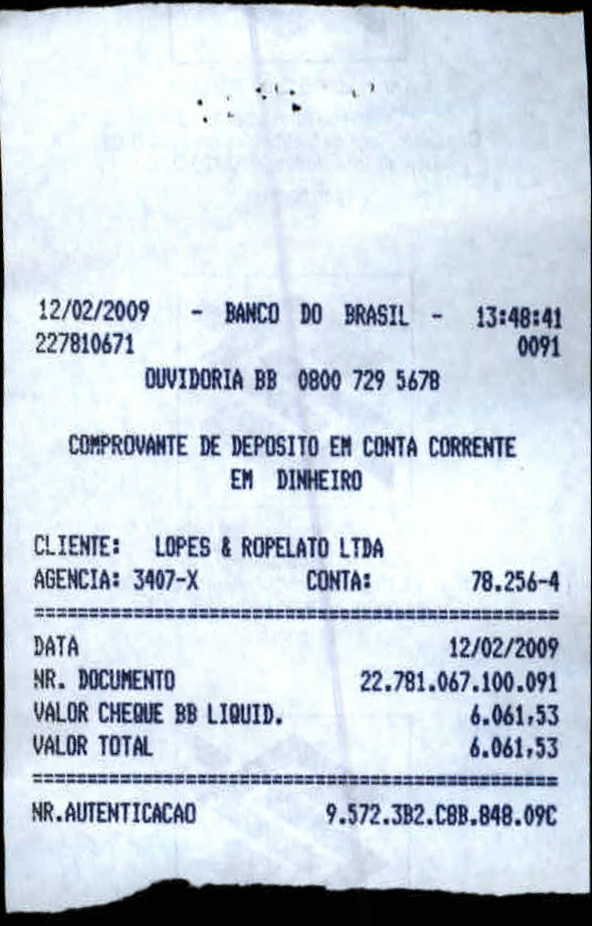 12/02/2009 - BANCO DO BRASIL - 13:48:41
227810671 0091
OUVIDORIA BB 0800 729 5678
COMPROVANTE DE DEPOSITO EM CONTA CORRENTE
EM DINHEIRO
CLIENTE: LOPES & ROPELATO LTDA
AGENCIA: 3407-X CONTA: 78.256-4
================================================
DATA 12/02/2009
NR. DOCUMENTO 22.781.067.100.091
VALOR CHEQUE BB LIQUID. 6.061,53
VALOR TOTAL 6.061,53
================================================
NR.AUTENTICACAO 9.572.3B2.C8B.848.09C